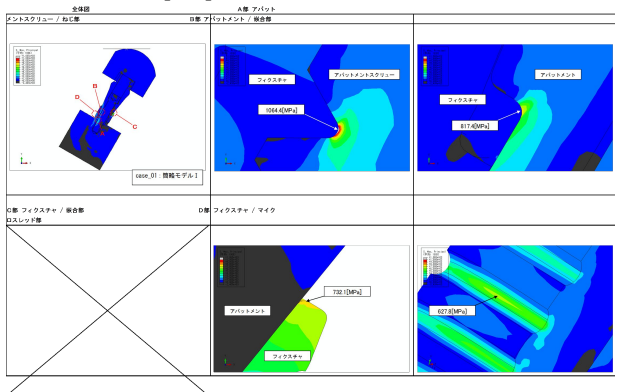 全体図
A部 アバット
メントスクリュー / ねじ部
B部 アバットメント / 嵌合部
B
D
A
C
case_01：簡略モデルⅠ
フィクスチャ
アバットメントスクリュー
1064.4[MPa]
アバットメント
フィクスチャ
817.4[MPa]
C部 フィクスチャ / 嵌合部
D部 フィクスチャ / マイク
ロスレッド部
732.1[MPa]
アバットメント
フィクスチャ
627.8[MPa]